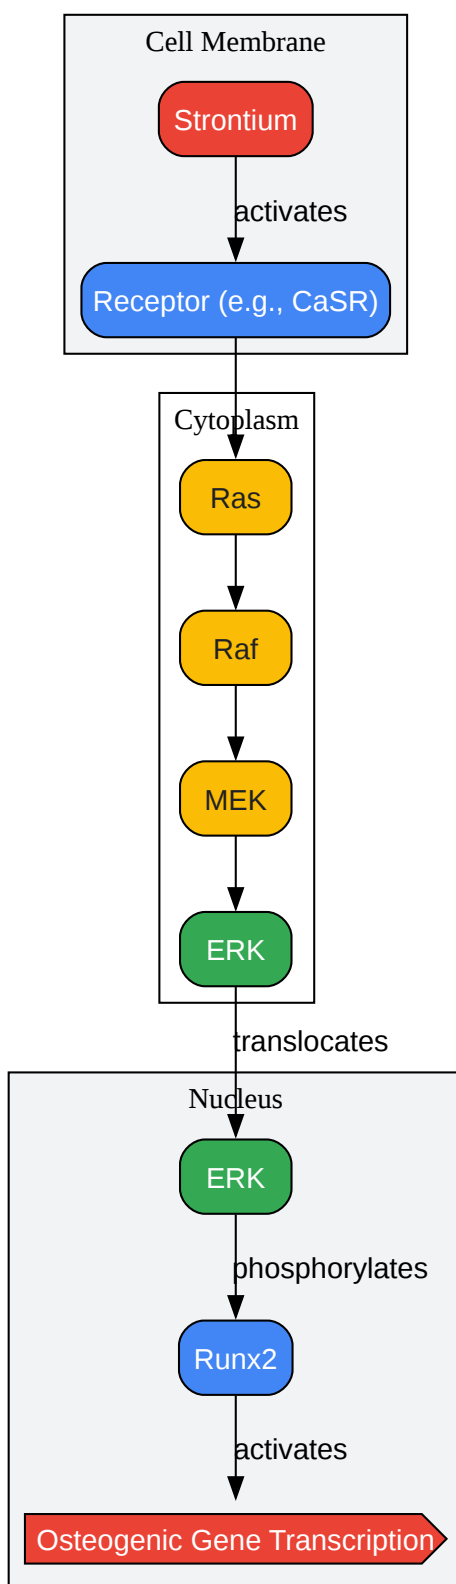 Cell Membrane
Strontium
activates
Receptor (e.g., CaSR)
Cytoplasm
Ras
Raf
MEK
ERK
translocates
Nucleus
ERK
phosphorylates
Runx2
activates
Osteogenic Gene Transcription